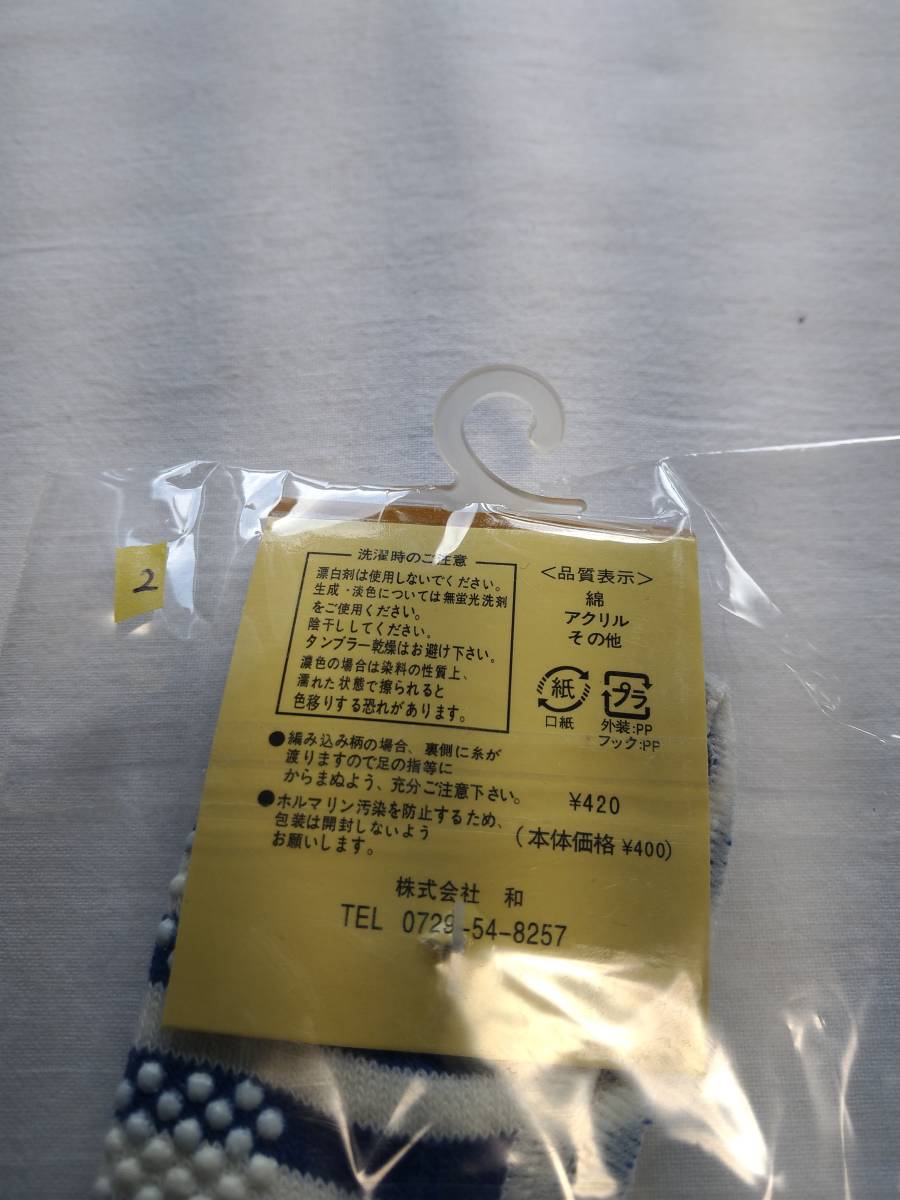 2
洗濯時のご注意
漂白剤は使用しないでください。
生成・淡色については無蛍光洗剤
をご使用ください。
陰干ししてください。
タンブラー乾燥はお避け下さい。
濃色の場合は染料の性質上、
濡れた状態で擦られると
色移りする恐れがあります。
●編み込み柄の場合、裏側に糸が
渡りますので足の指等に
からまぬよう、充分ご注意下さい。
●ホルマリン汚染を防止するため、
包装は開封しないよう
お願いします。
＜品質表示＞
綿
アクリル
その他
紙
口紙
プラ
外装:PP
フック:PP
¥420
(本体価格 ¥400)
株式会社 和
TEL 0729-54-8257